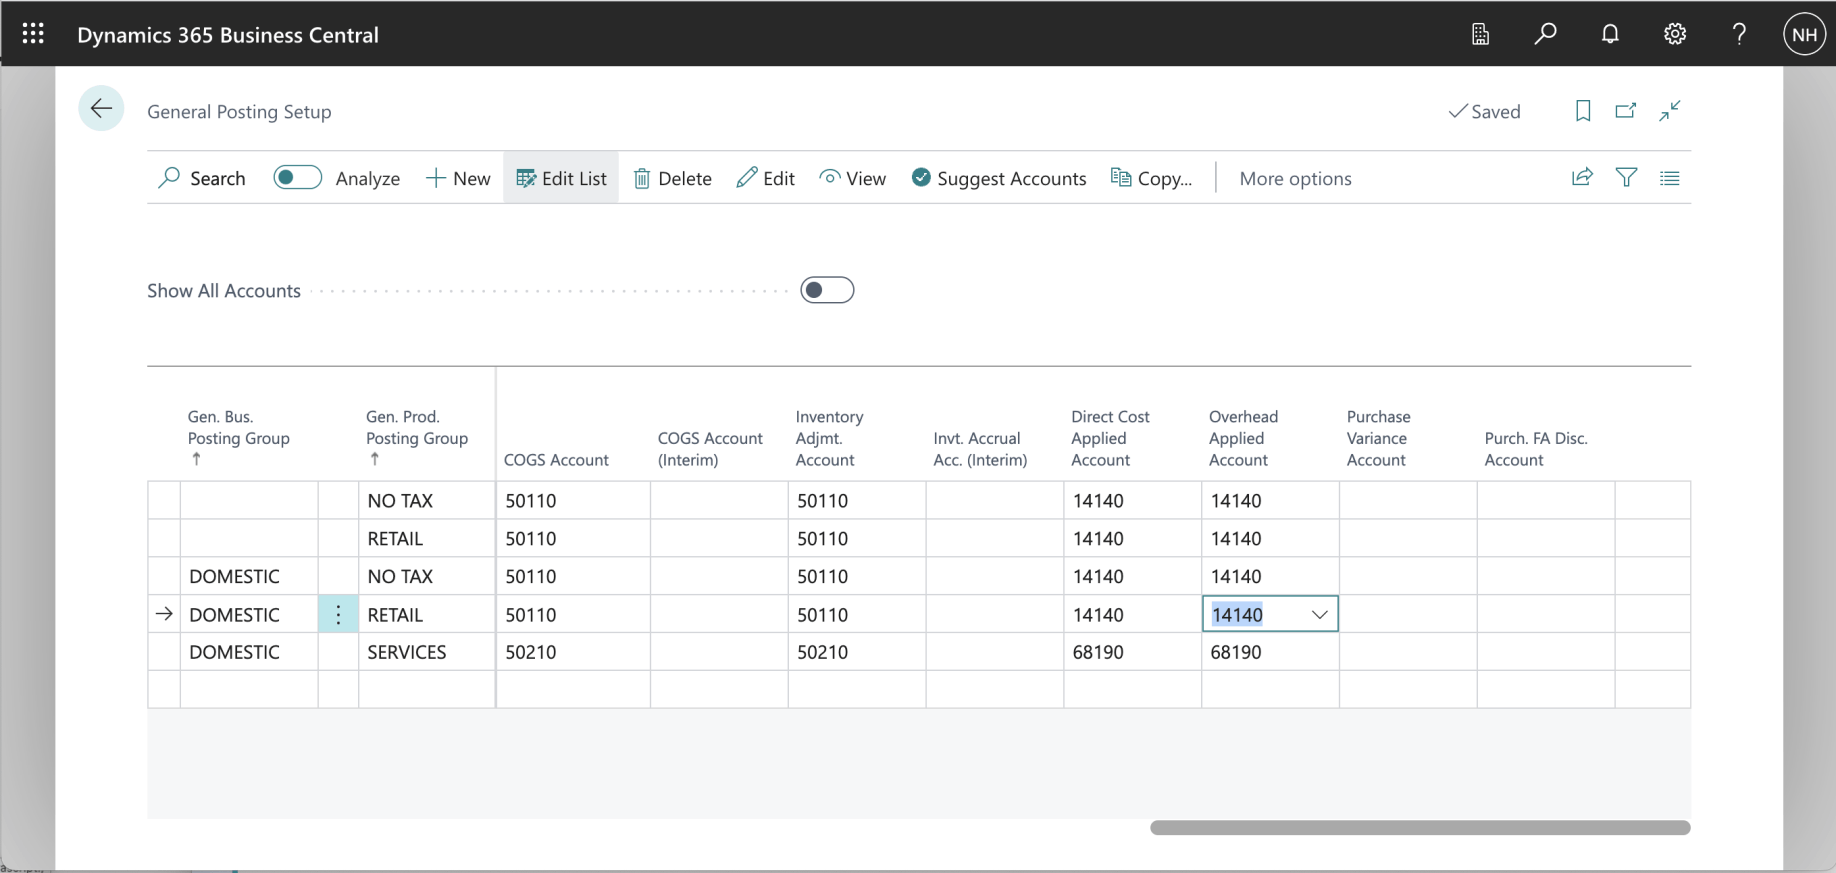 Dynamics 365 Business Central
NH
General Posting Setup
Saved
Search Analyze New Edit List Delete Edit View Suggest Accounts Copy... More options
Show All Accounts
Gen. Bus. Posting Group ↑
Gen. Prod. Posting Group ↑
COGS Account
COGS Account (Interim)
Inventory Adjmt. Account
Invt. Accrual Acc. (Interim)
Direct Cost Applied Account
Overhead Applied Account
Purchase Variance Account
Purch. FA Disc. Account
NO TAX 50110 50110 14140 14140
RETAIL 50110 50110 14140 14140
DOMESTIC NO TAX 50110 50110 14140 14140
DOMESTIC RETAIL 50110 50110 14140 14140
DOMESTIC SERVICES 50210 50210 68190 68190